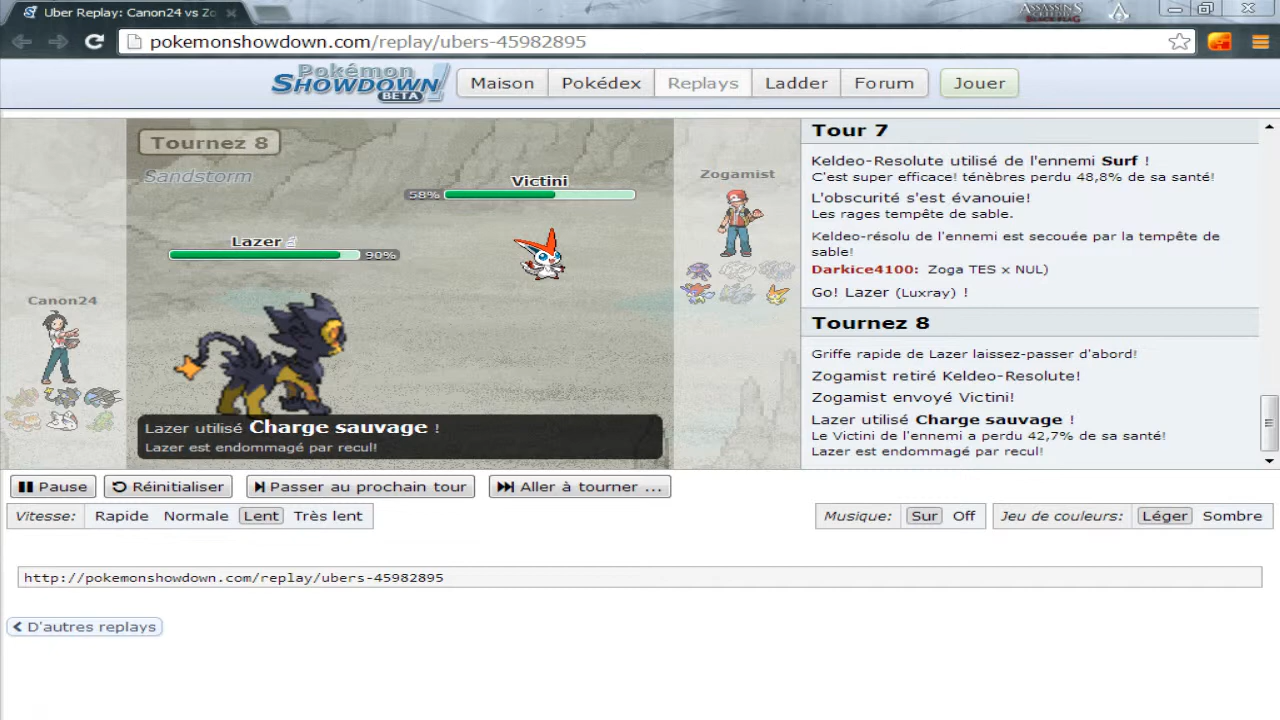 Uber Replay: Canon24 vs Zo
ASSASSIN'S
BLACK FLAG
pokemonshowdown.com/replay/ubers-45982895
Pokémon
SHOWDOWN!
BETA
Maison
Pokédex
Replays
Ladder
Forum
Jouer
Tournez 8
Sandstorm
Victini
58%
Lazer
90%
Canon24
Zogamist
Lazer utilisé Charge sauvage !
Lazer est endommagé par recul!
Tour 7
Keldeo-Resolute utilisé de l'ennemi Surf !
C'est super efficace! ténèbres perdu 48,8% de sa santé!
L'obscurité s'est évanouie!
Les rages tempête de sable.
Keldeo-résolu de l'ennemi est secouée par la tempête de
sable!
Darkice4100: Zoga TES x NUL)
Go! Lazer (Luxray) !
Tournez 8
Griffe rapide de Lazer laissez-passer d'abord!
Zogamist retiré Keldeo-Resolute!
Zogamist envoyé Victini!
Lazer utilisé Charge sauvage !
Le Victini de l'ennemi a perdu 42,7% de sa santé!
Lazer est endommagé par recul!
Pause
Réinitialiser
Passer au prochain tour
Aller à tourner ...
Vitesse: Rapide Normale Lent Très lent
Musique: Sur Off
Jeu de couleurs: Léger Sombre
http://pokemonshowdown.com/replay/ubers-45982895
D'autres replays